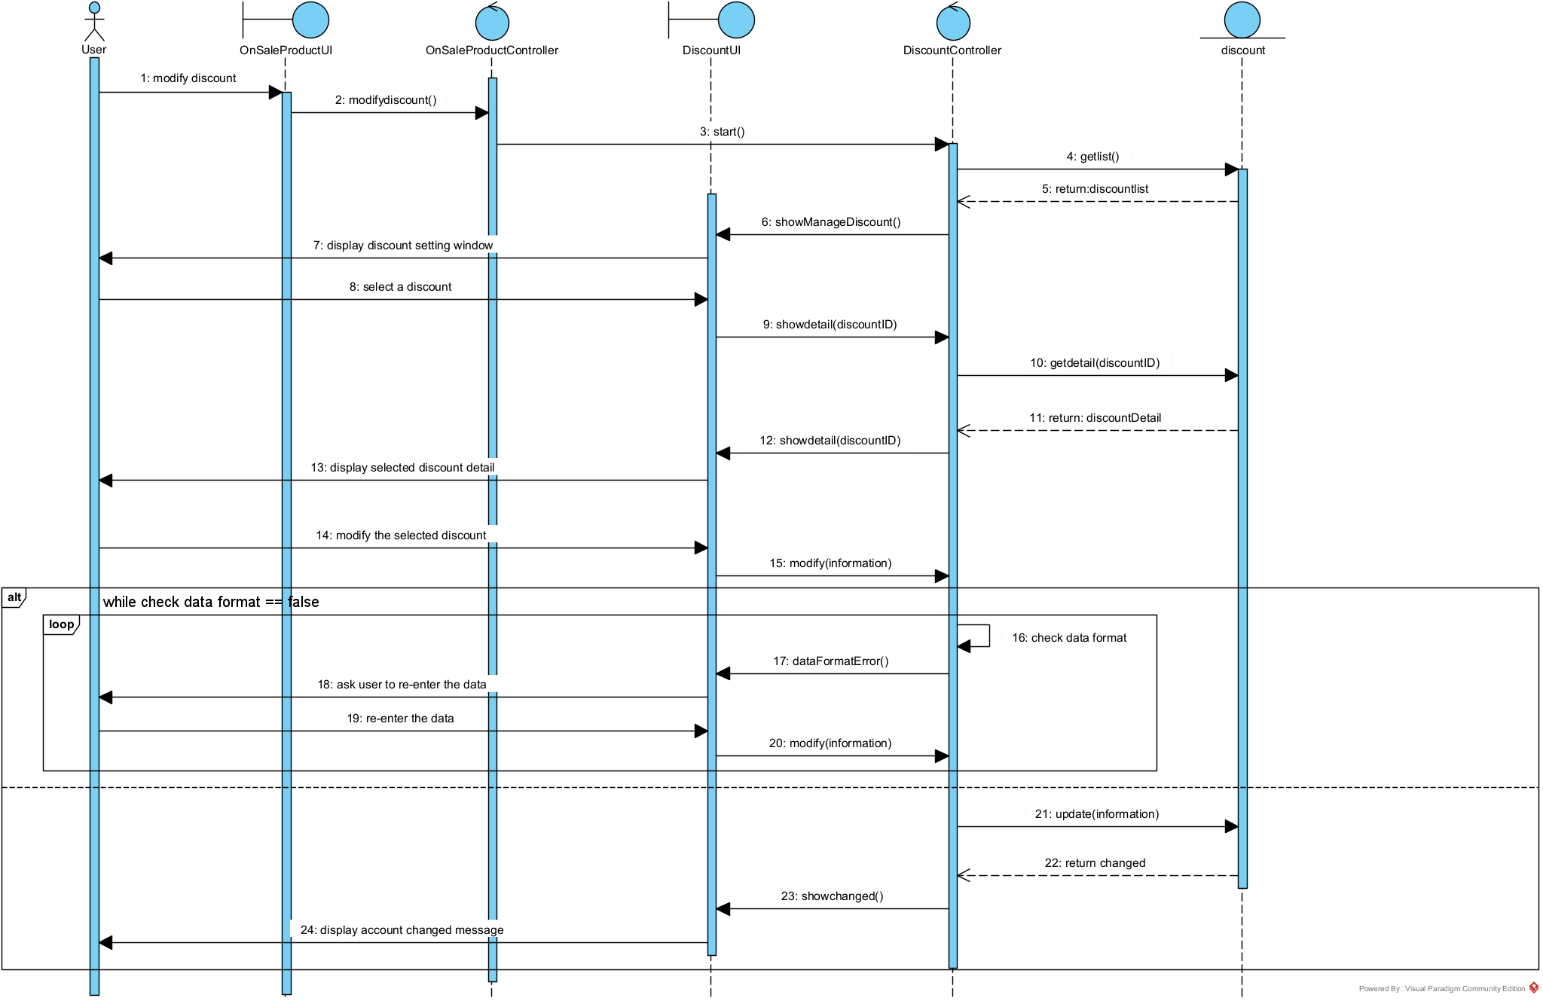 User
OnSaleProductUI
OnSaleProductController
DiscountUI
DiscountController
discount
1: modify discount
2: modifydiscount()
3: start()
4: getlist()
5: return:discountlist
6: showManageDiscount()
7: display discount setting window
8: select a discount
9: showdetail(discountID)
10: getdetail(discountID)
11: return: discountDetail
12: showdetail(discountID)
13: display selected discount detail
14: modify the selected discount
15: modify(information)
alt
while check data format == false
loop
16: check data format
17: dataFormatError()
18: ask user to re-enter the data
19: re-enter the data
20: modify(information)
21: update(information)
22: return changed
23: showchanged()
24: display account changed message
Powered By: Visual Paradigm Community Edition